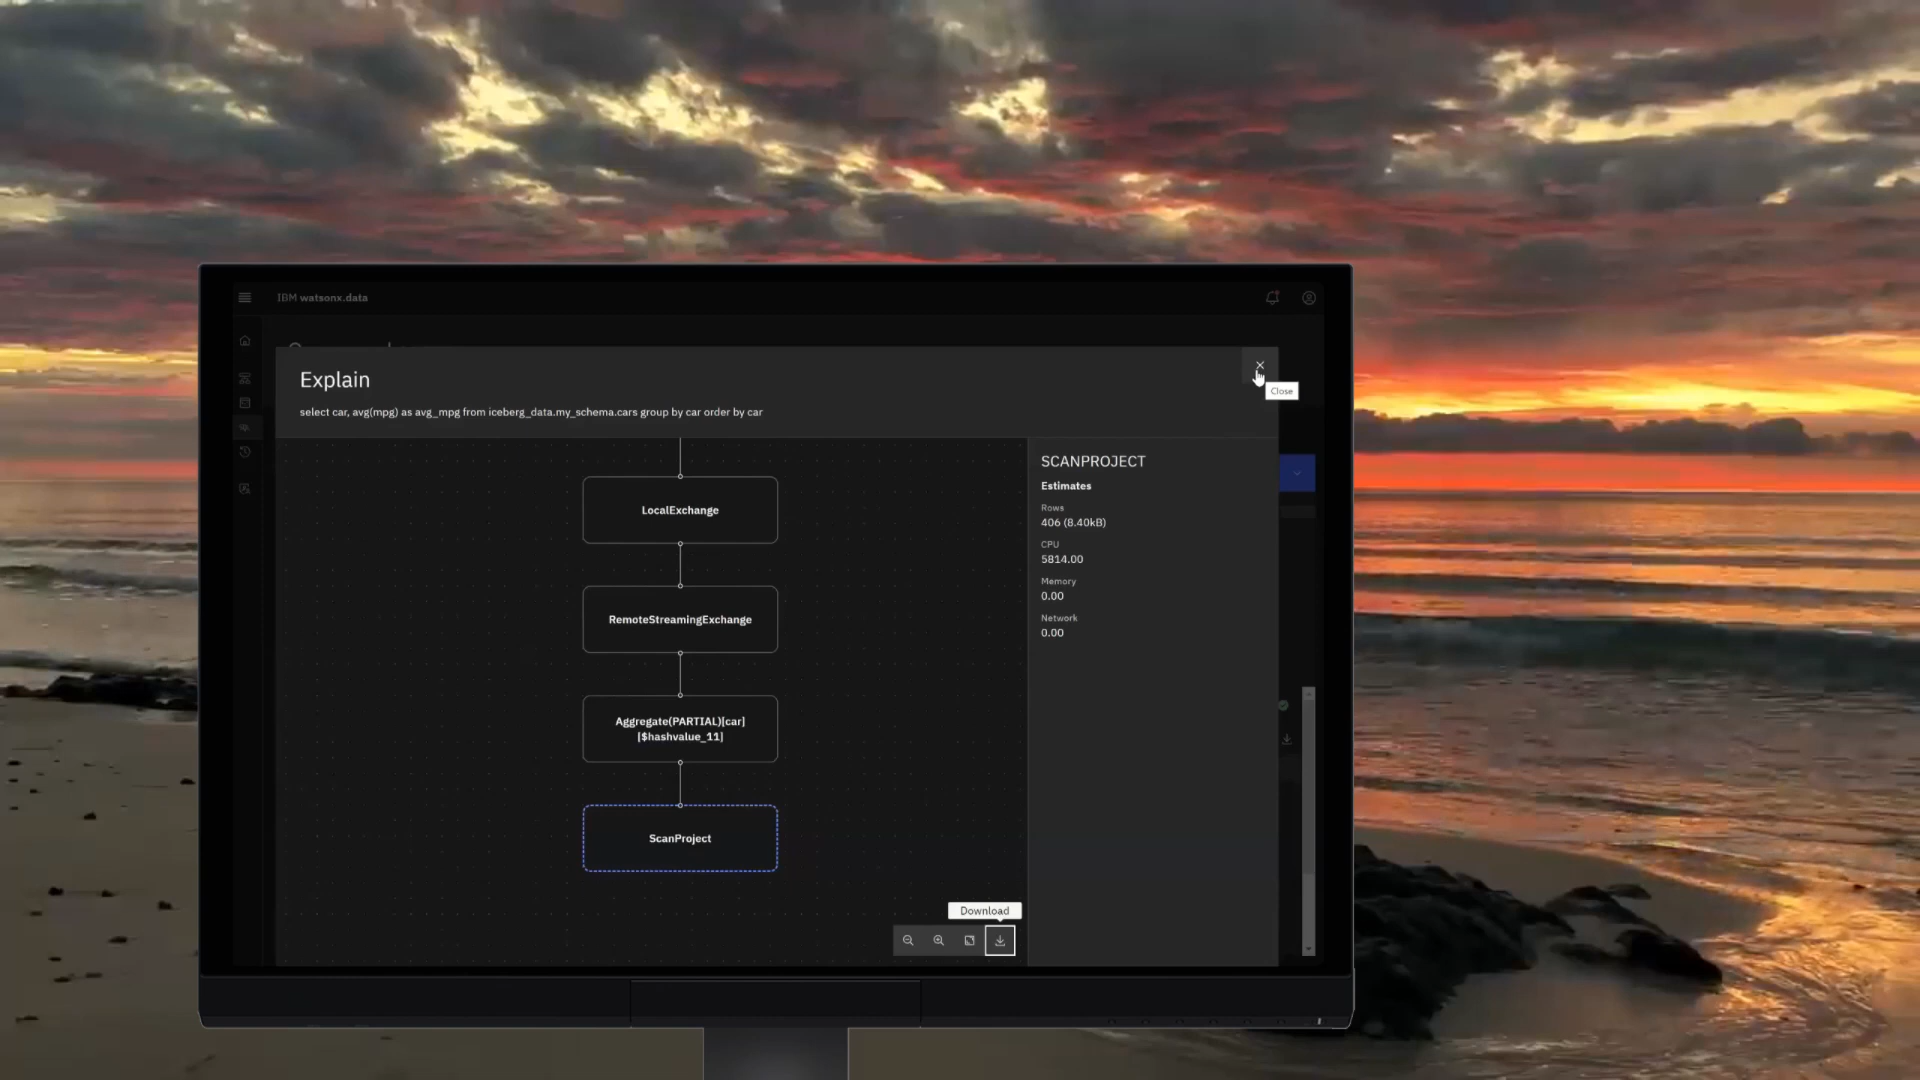 IBM watsonx.data
Explain
Close
select car, avg(mpg) as avg_mpg from iceberg_data.my_schema.cars group by car order by car
LocalExchange
RemoteStreamingExchange
Aggregate(PARTIAL)[car]
[$hashvalue_11]
ScanProject
Download
SCANPROJECT
Estimates
Rows
406 (8.40kB)
CPU
5814.00
Memory
0.00
Network
0.00